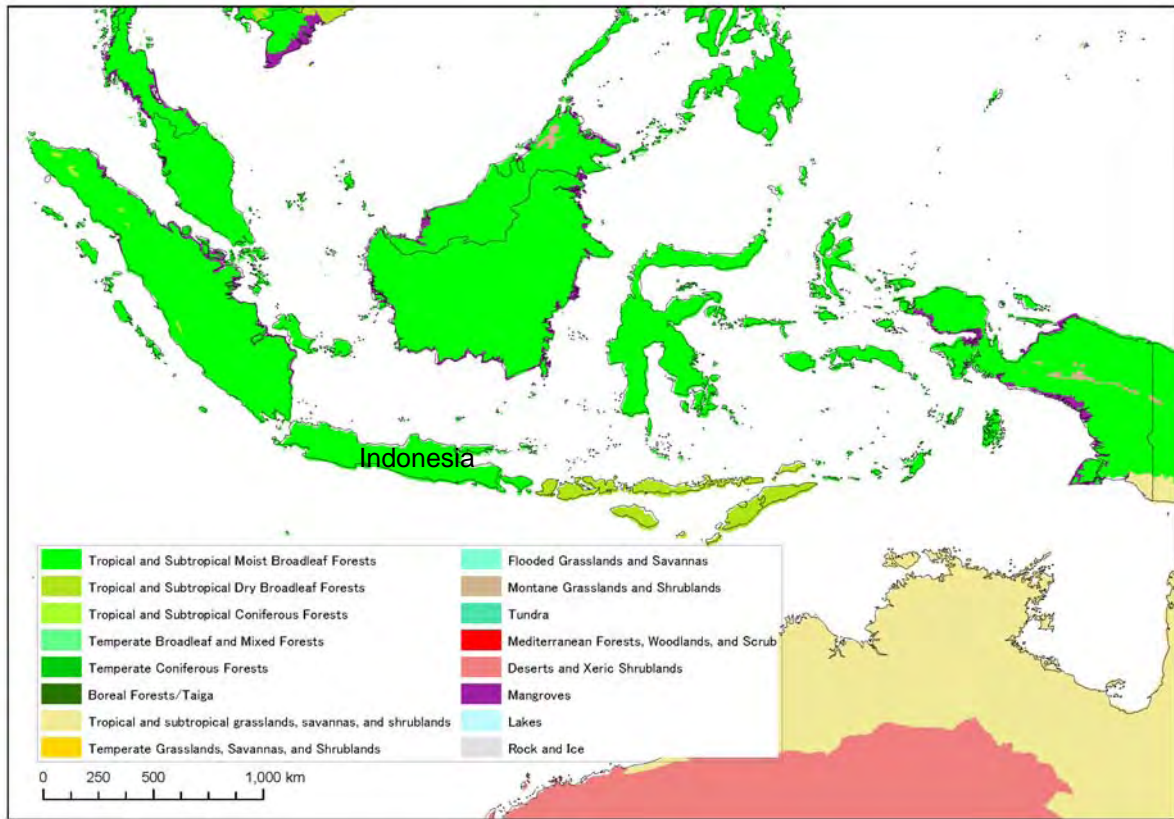 Indonesia
Tropical and Subtropical Moist Broadleaf Forests
Tropical and Subtropical Dry Broadleaf Forests
Tropical and Subtropical Coniferous Forests
Temperate Broadleaf and Mixed Forests
Temperate Coniferous Forests
Boreal Forests/Taiga
Tropical and subtropical grasslands, savannas, and shrublands
Temperate Grasslands, Savannas, and Shrublands
Flooded Grasslands and Savannas
Montane Grasslands and Shrublands
Tundra
Mediterranean Forests, Woodlands, and Scrub
Deserts and Xeric Shrublands
Mangroves
Lakes
Rock and Ice
0 250 500 1,000 km